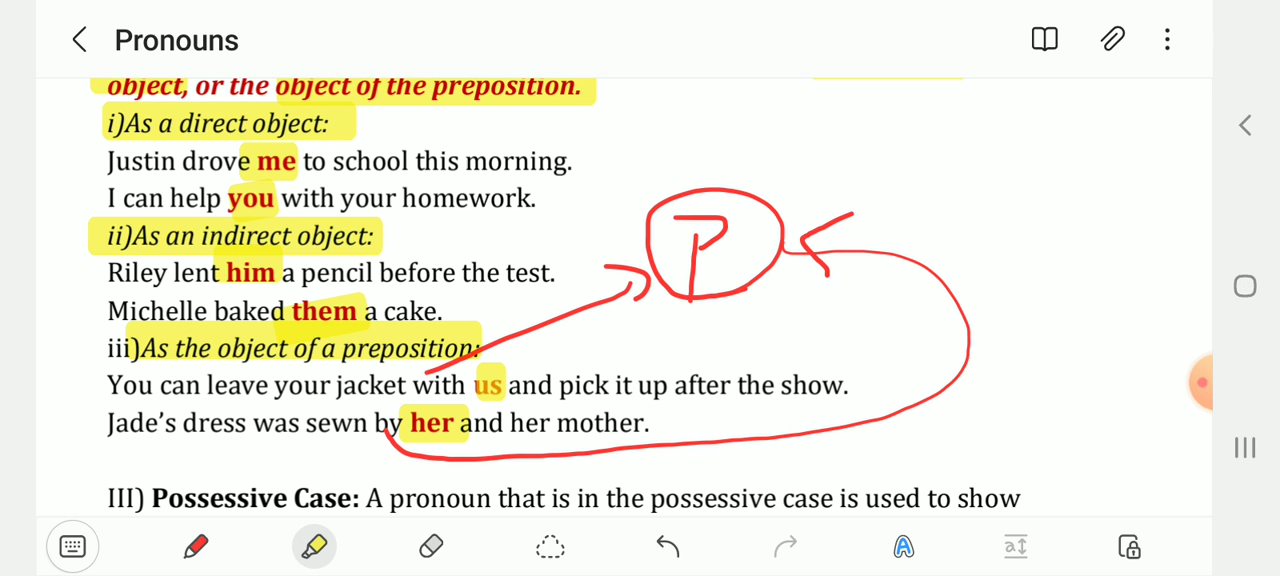 Pronouns
object, or the object of the preposition.
i)As a direct object:
Justin drove me to school this morning.
I can help you with your homework.
ii)As an indirect object:
Riley lent him a pencil before the test.
Michelle baked them a cake.
iii)As the object of a preposition:
You can leave your jacket with us and pick it up after the show.
Jade’s dress was sewn by her and her mother.
P
III) Possessive Case: A pronoun that is in the possessive case is used to show
A
a